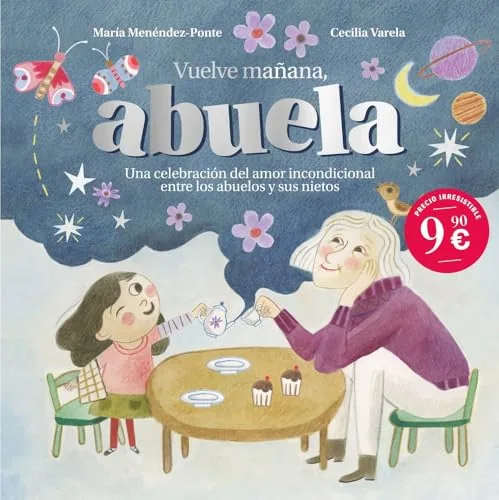 María Menéndez-Ponte
Cecilia Varela
Vuelve mañana,
abuela
Una celebración del amor incondicional
entre los abuelos y sus nietos
PRECIO IRRESISTIBLE
9,90
€